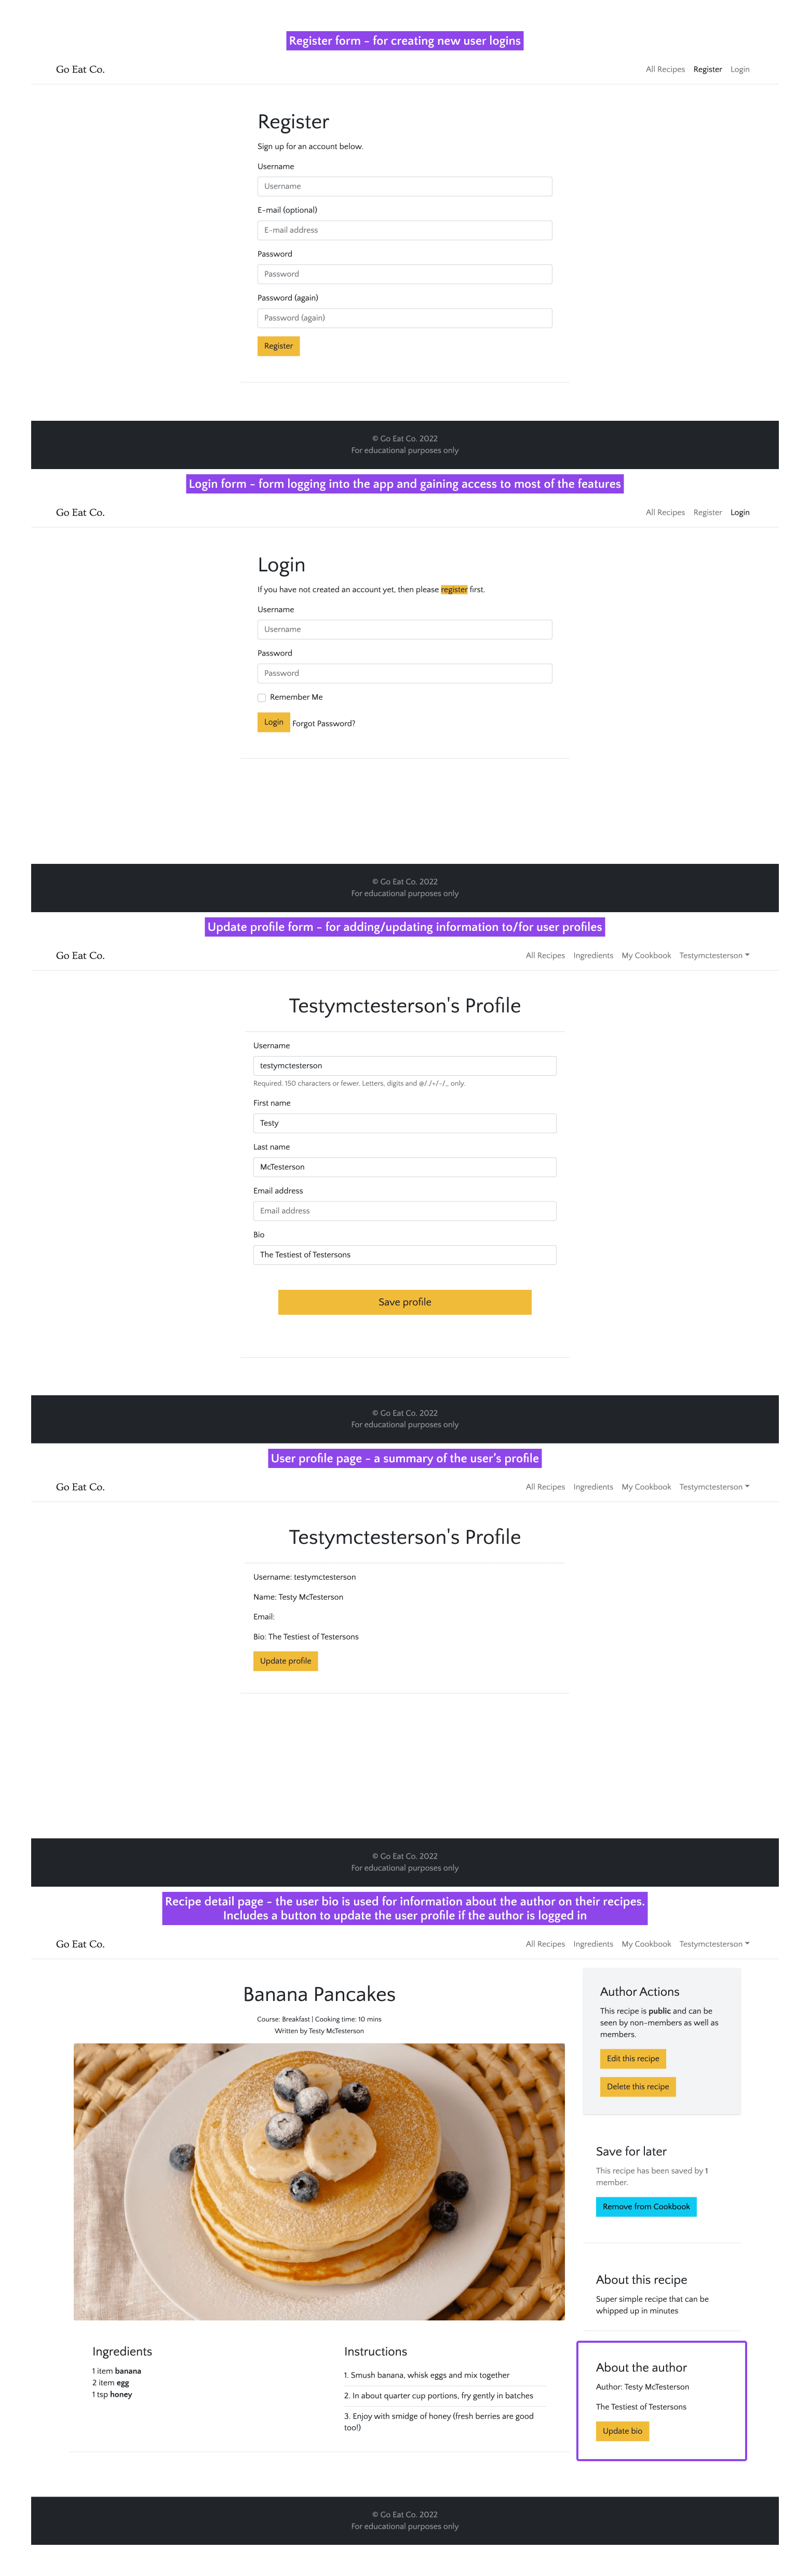 Register form - for creating new user logins
Go Eat Co.
All Recipes Register Login
Register
Sign up for an account below.
Username
Username
E-mail (optional)
E-mail address
Password
Password
Password (again)
Password (again)
Register
© Go Eat Co. 2022
For educational purposes only
Login form - form logging into the app and gaining access to most of the features
Go Eat Co.
All Recipes Register Login
Login
If you have not created an account yet, then please register first.
Username
Username
Password
Password
Remember Me
Login Forgot Password?
© Go Eat Co. 2022
For educational purposes only
Update profile form - for adding/updating information to/for user profiles
Go Eat Co.
All Recipes Ingredients My Cookbook Testymctesterson
Testymctesterson's Profile
Username
testymctesterson
Required. 150 characters or fewer. Letters, digits and @/./+/-/_ only.
First name
Testy
Last name
McTesterson
Email address
Email address
Bio
The Testiest of Testersons
Save profile
© Go Eat Co. 2022
For educational purposes only
User profile page - a summary of the user's profile
Go Eat Co.
All Recipes Ingredients My Cookbook Testymctesterson
Testymctesterson's Profile
Username: testymctesterson
Name: Testy McTesterson
Email:
Bio: The Testiest of Testersons
Update profile
© Go Eat Co. 2022
For educational purposes only
Recipe detail page - the user bio is used for information about the author on their recipes.
Includes a button to update the user profile if the author is logged in
Go Eat Co.
All Recipes Ingredients My Cookbook Testymctesterson
Banana Pancakes
Course: Breakfast | Cooking time: 10 mins
Written by Testy McTesterson
Ingredients
1 item banana
2 item egg
1 tsp honey
Instructions
1. Smush banana, whisk eggs and mix together
2. In about quarter cup portions, fry gently in batches
3. Enjoy with smidge of honey (fresh berries are good
too!)
Author Actions
This recipe is public and can be
seen by non-members as well as
members.
Edit this recipe
Delete this recipe
Save for later
This recipe has been saved by 1
member.
Remove from Cookbook
About this recipe
Super simple recipe that can be
whipped up in minutes
About the author
Author: Testy McTesterson
The Testiest of Testersons
Update bio
© Go Eat Co. 2022
For educational purposes only